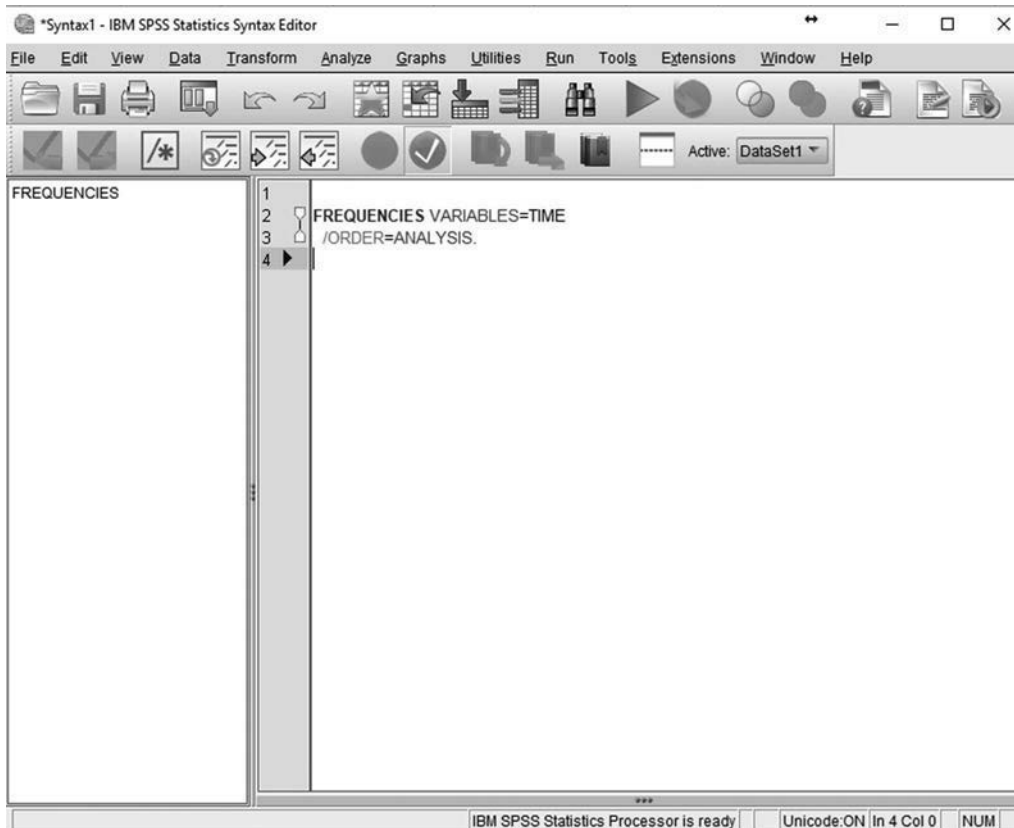 *Syntax1 - IBM SPSS Statistics Syntax Editor
File Edit View Data Transform Analyze Graphs Utilities Run Tools Extensions Window Help
/*
Active: DataSet1
FREQUENCIES
1
2 FREQUENCIES VARIABLES=TIME
3 /ORDER=ANALYSIS.
4
IBM SPSS Statistics Processor is ready Unicode:ON In 4 Col 0 NUM